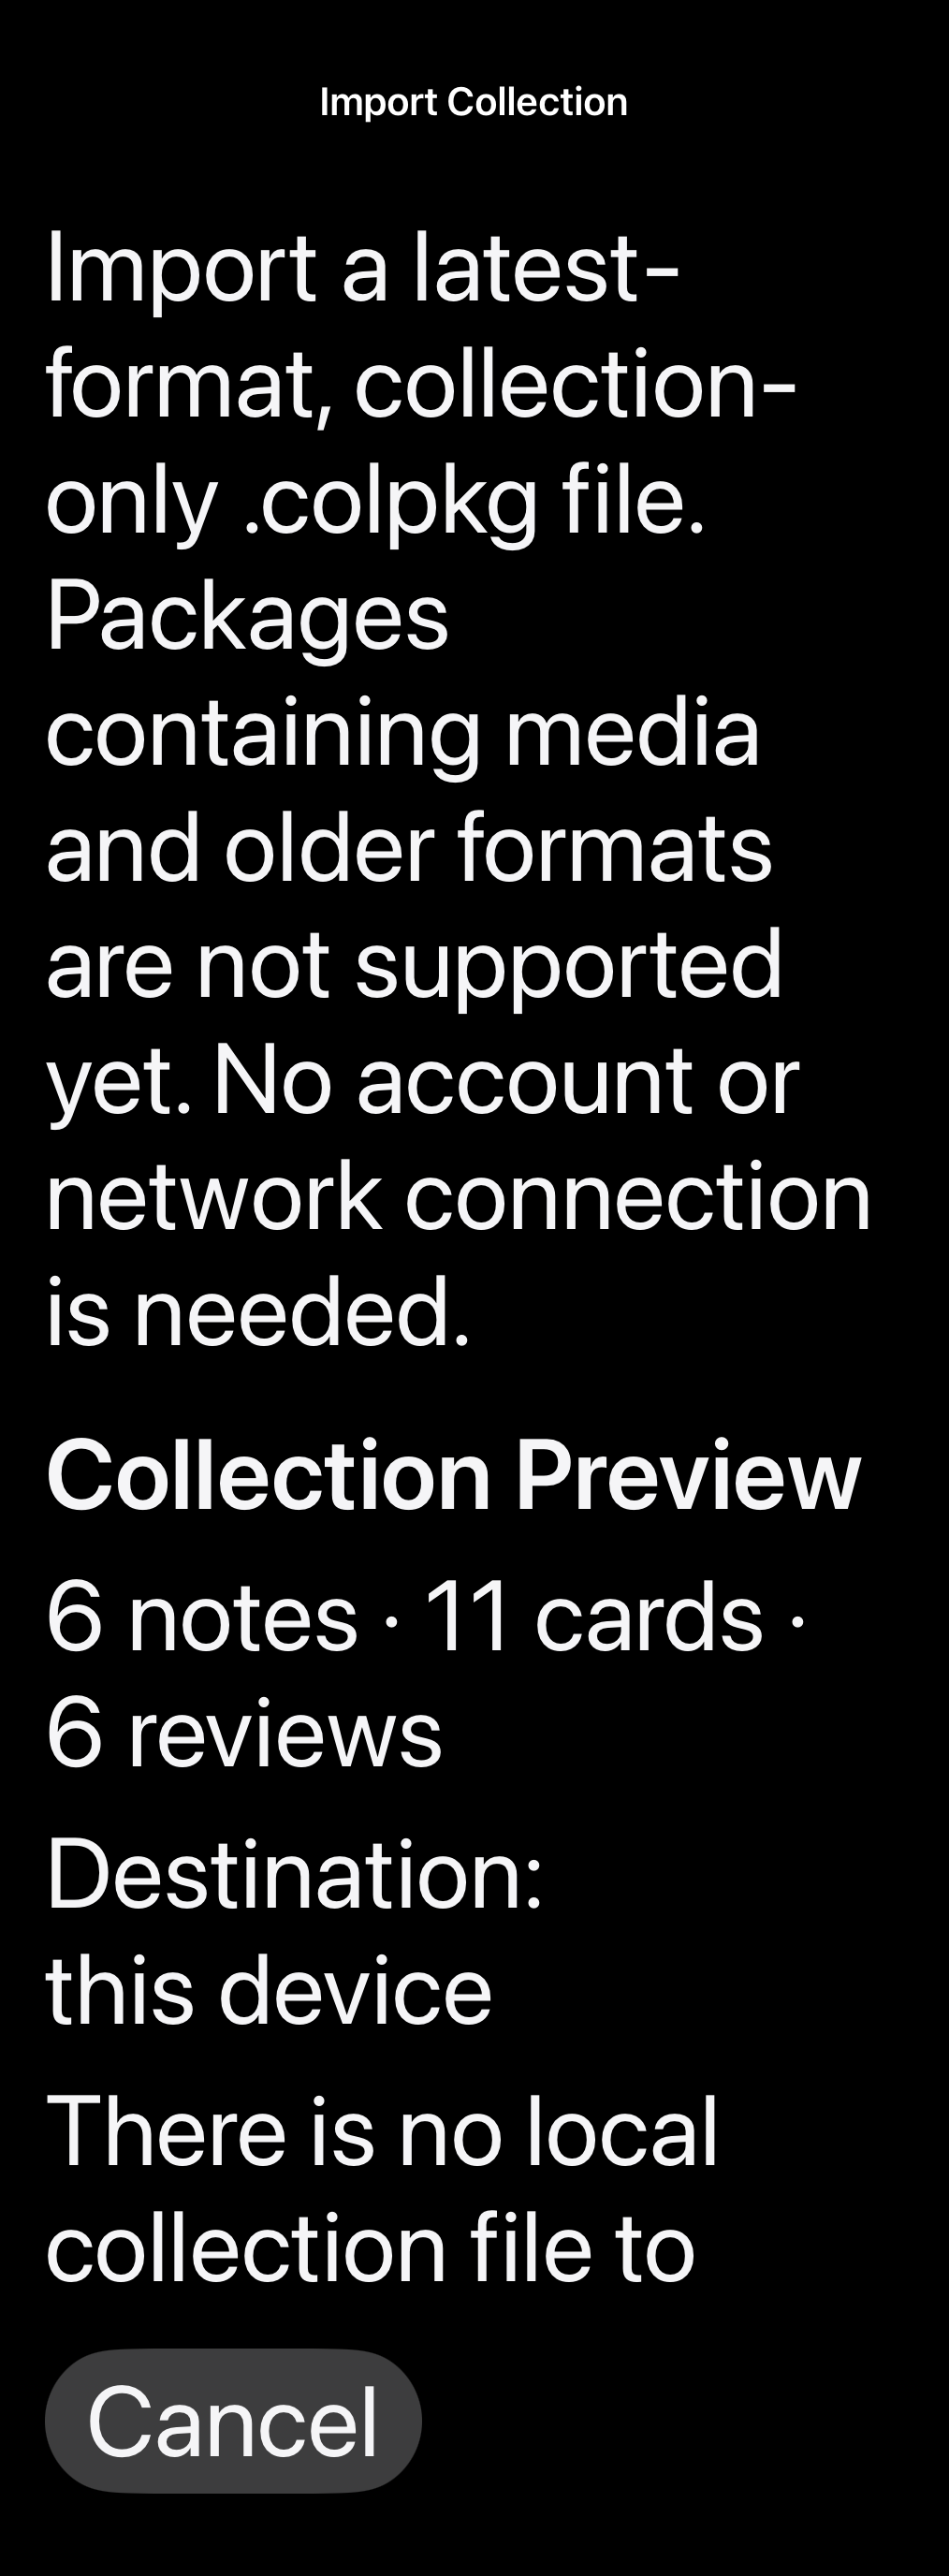 Import Collection
Import a latest-
format, collection-
only .colpkg file.
Packages
containing media
and older formats
are not supported
yet. No account or
network connection
is needed.
Collection Preview
6 notes · 11 cards ·
6 reviews
Destination:
this device
There is no local
collection file to
Cancel